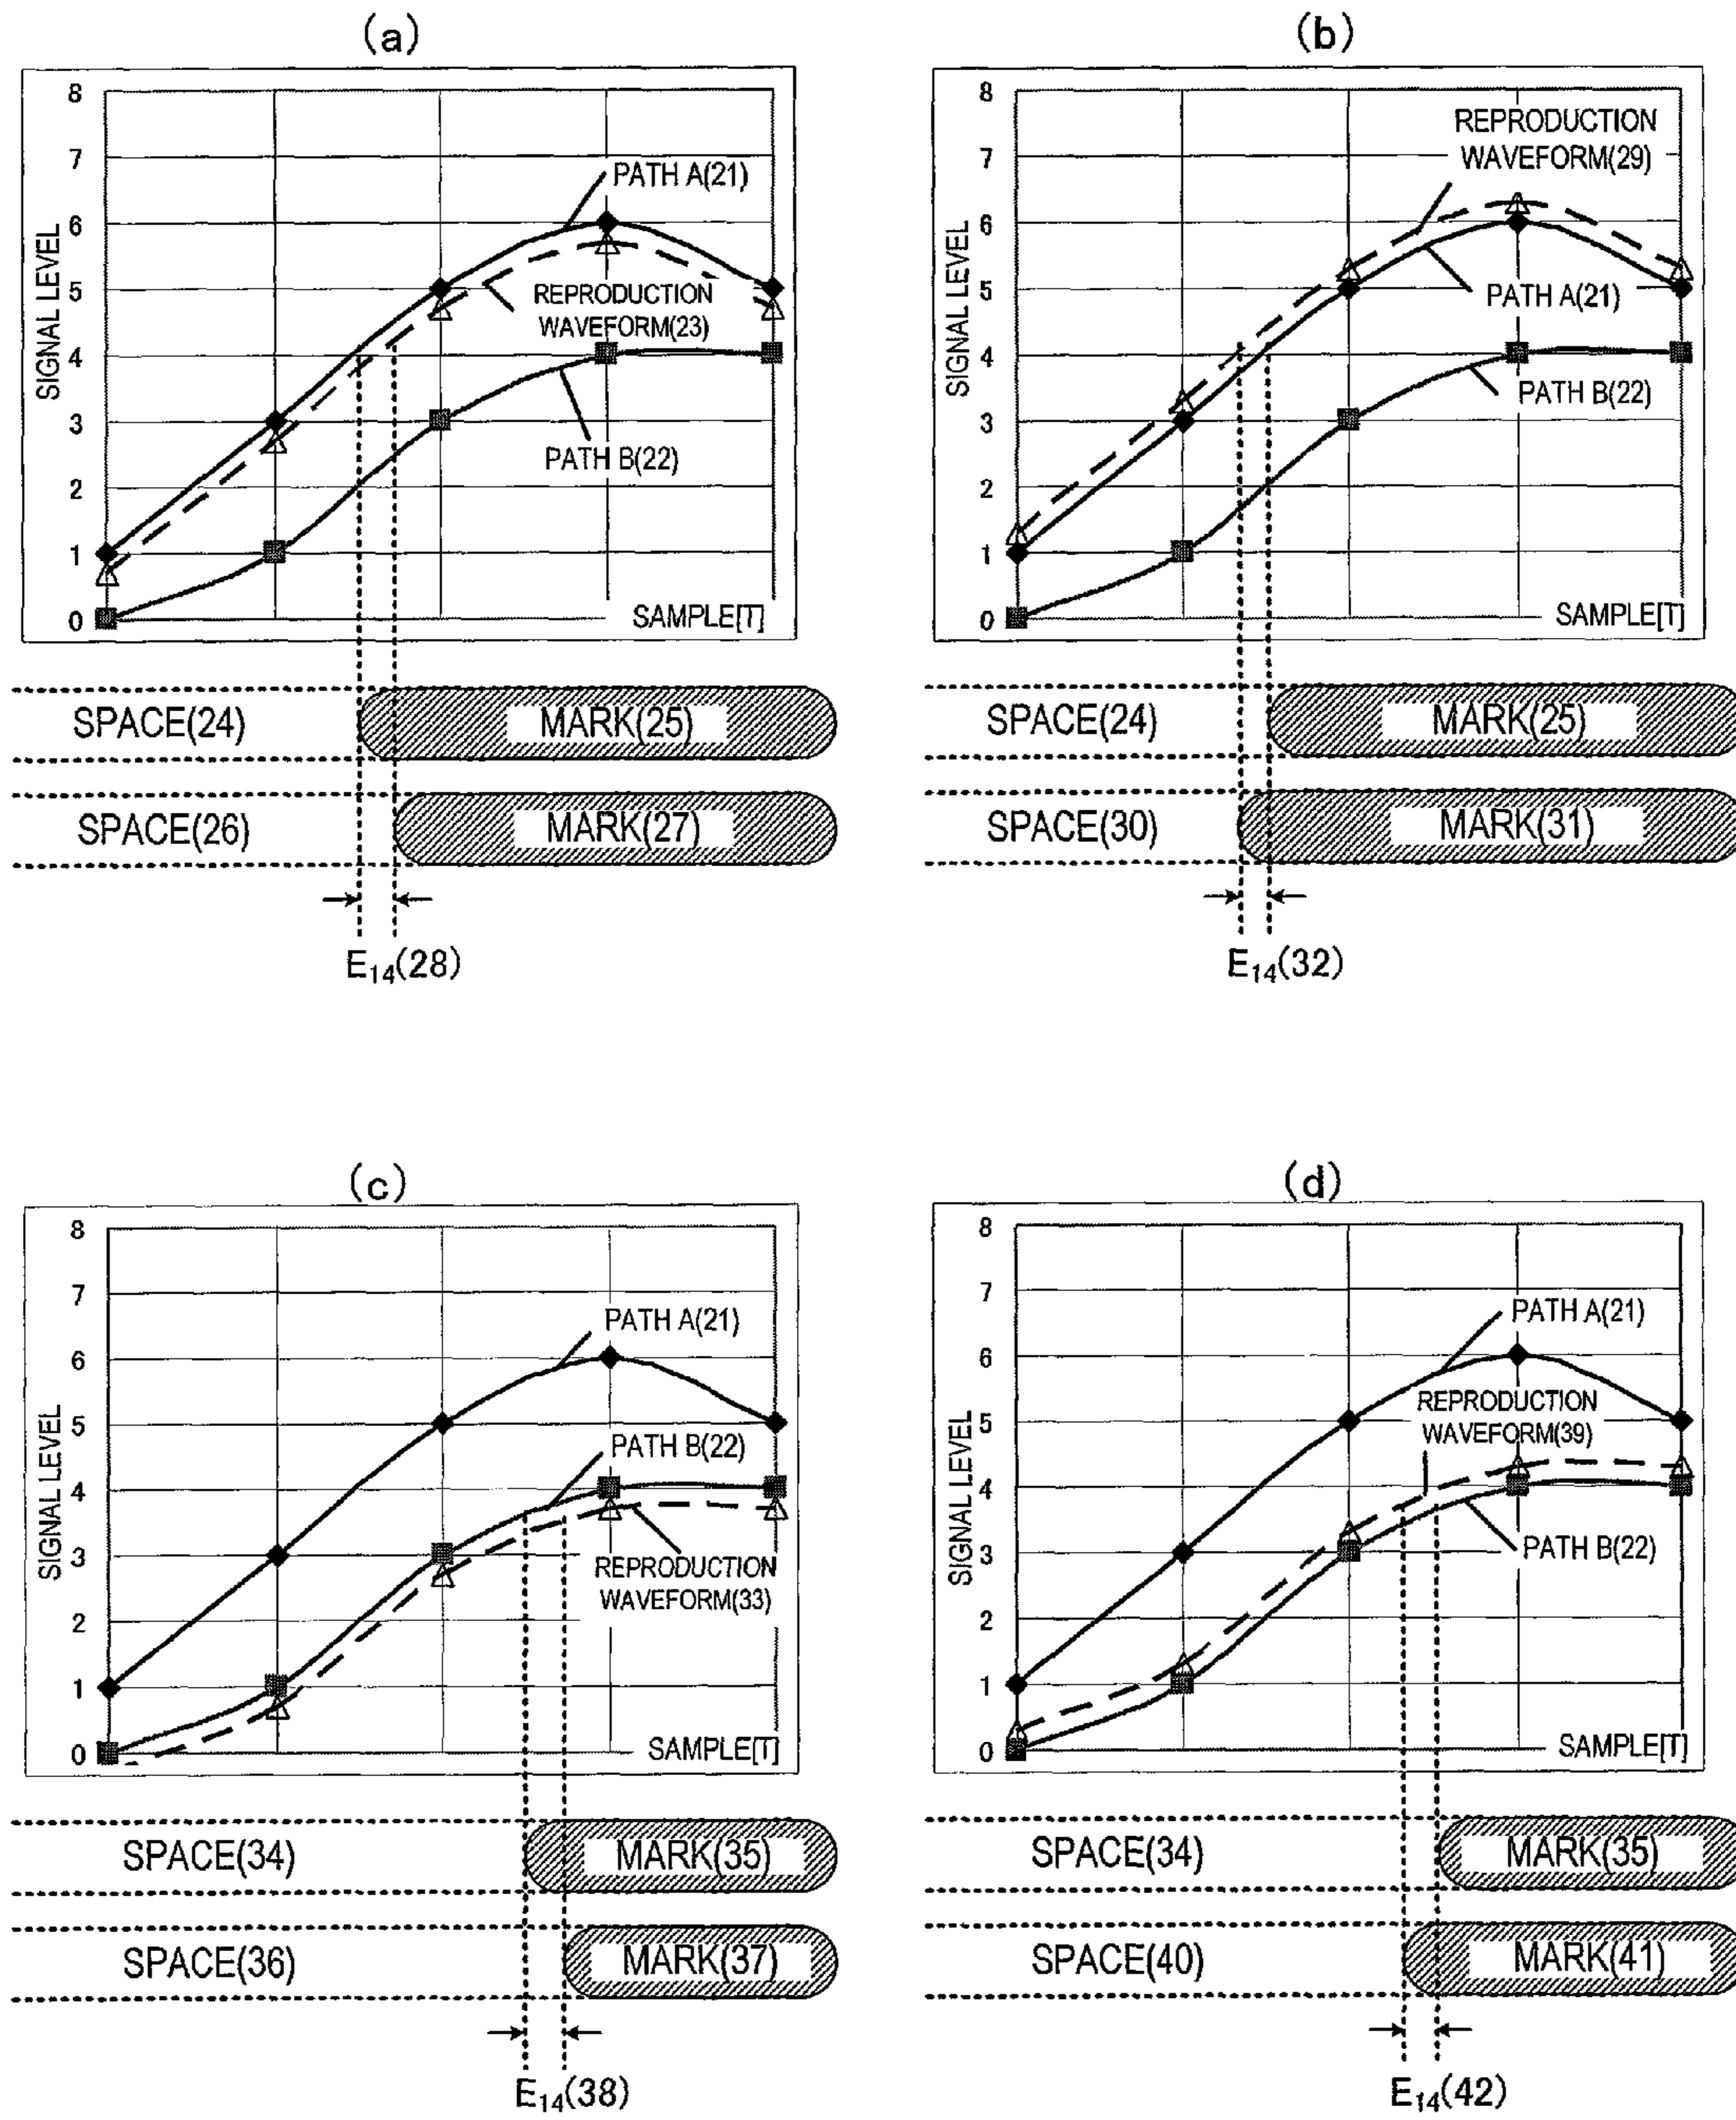 (a)
8
7
6
5
4
3
2
1
0
SIGNAL LEVEL
PATH A(21)
REPRODUCTION
WAVEFORM(23)
PATH B(22)
SAMPLE[T]
SPACE(24)
MARK(25)
SPACE(26)
MARK(27)
E14(28)
(b)
8
7
6
5
4
3
2
1
0
SIGNAL LEVEL
REPRODUCTION
WAVEFORM(29)
PATH A(21)
PATH B(22)
SAMPLE[T]
SPACE(24)
MARK(25)
SPACE(30)
MARK(31)
E14(32)
(c)
8
7
6
5
4
3
2
1
0
SIGNAL LEVEL
PATH A(21)
PATH B(22)
REPRODUCTION
WAVEFORM(33)
SAMPLE[T]
SPACE(34)
MARK(35)
SPACE(36)
MARK(37)
E14(38)
(d)
8
7
6
5
4
3
2
1
0
SIGNAL LEVEL
PATH A(21)
REPRODUCTION
WAVEFORM(39)
PATH B(22)
SAMPLE[T]
SPACE(34)
MARK(35)
SPACE(40)
MARK(41)
E14(42)